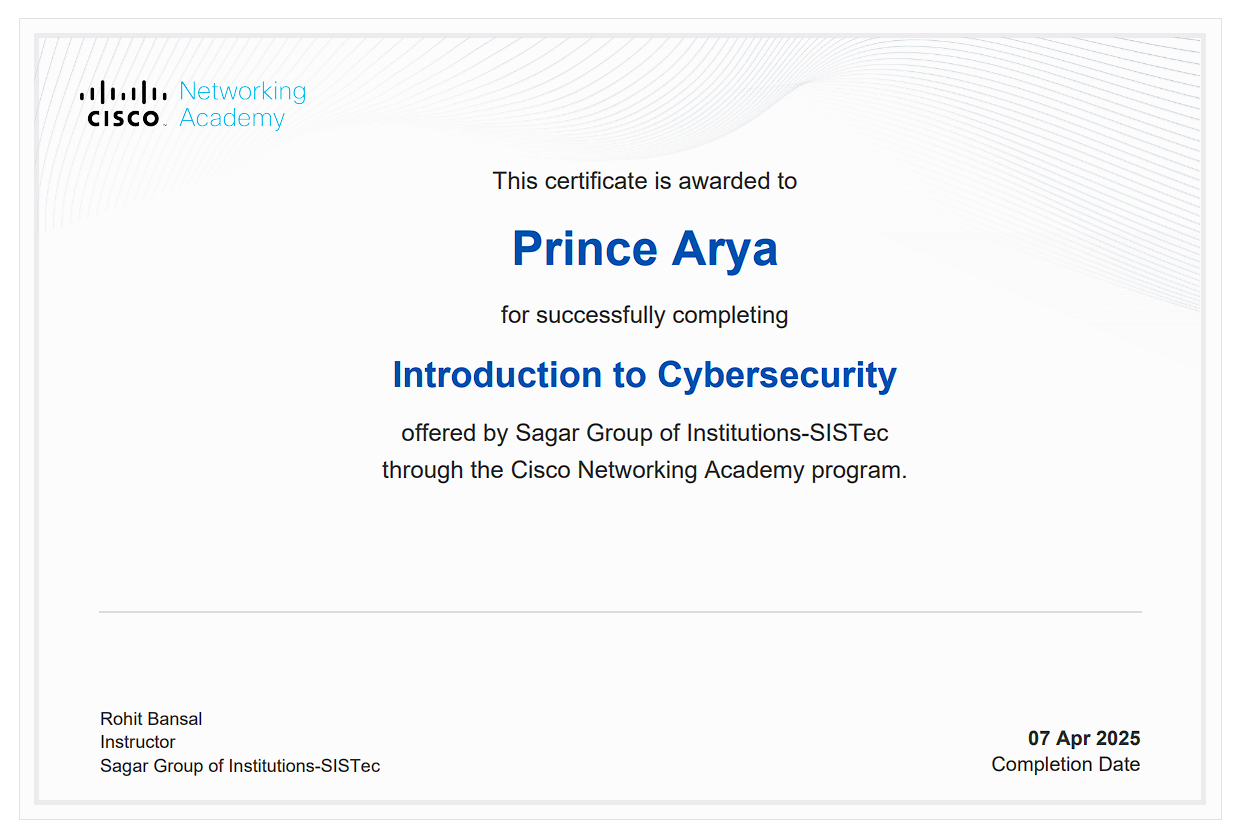 Networking
CISCO Academy
This certificate is awarded to
Prince Arya
for successfully completing
Introduction to Cybersecurity
offered by Sagar Group of Institutions-SISTec
through the Cisco Networking Academy program.
Rohit Bansal
Instructor
Sagar Group of Institutions-SISTec
07 Apr 2025
Completion Date